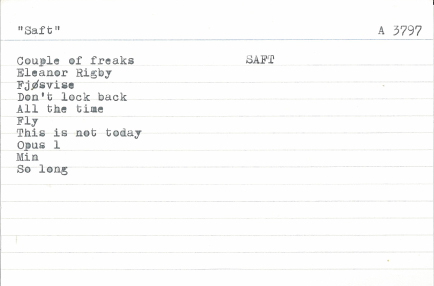 "Saft" A 3797
Couple of freaks SAFT
Eleanor Rigby
Fjøsvise
Don't lock back
All the time
Fly
This is not today
Opus 1
Min
So long